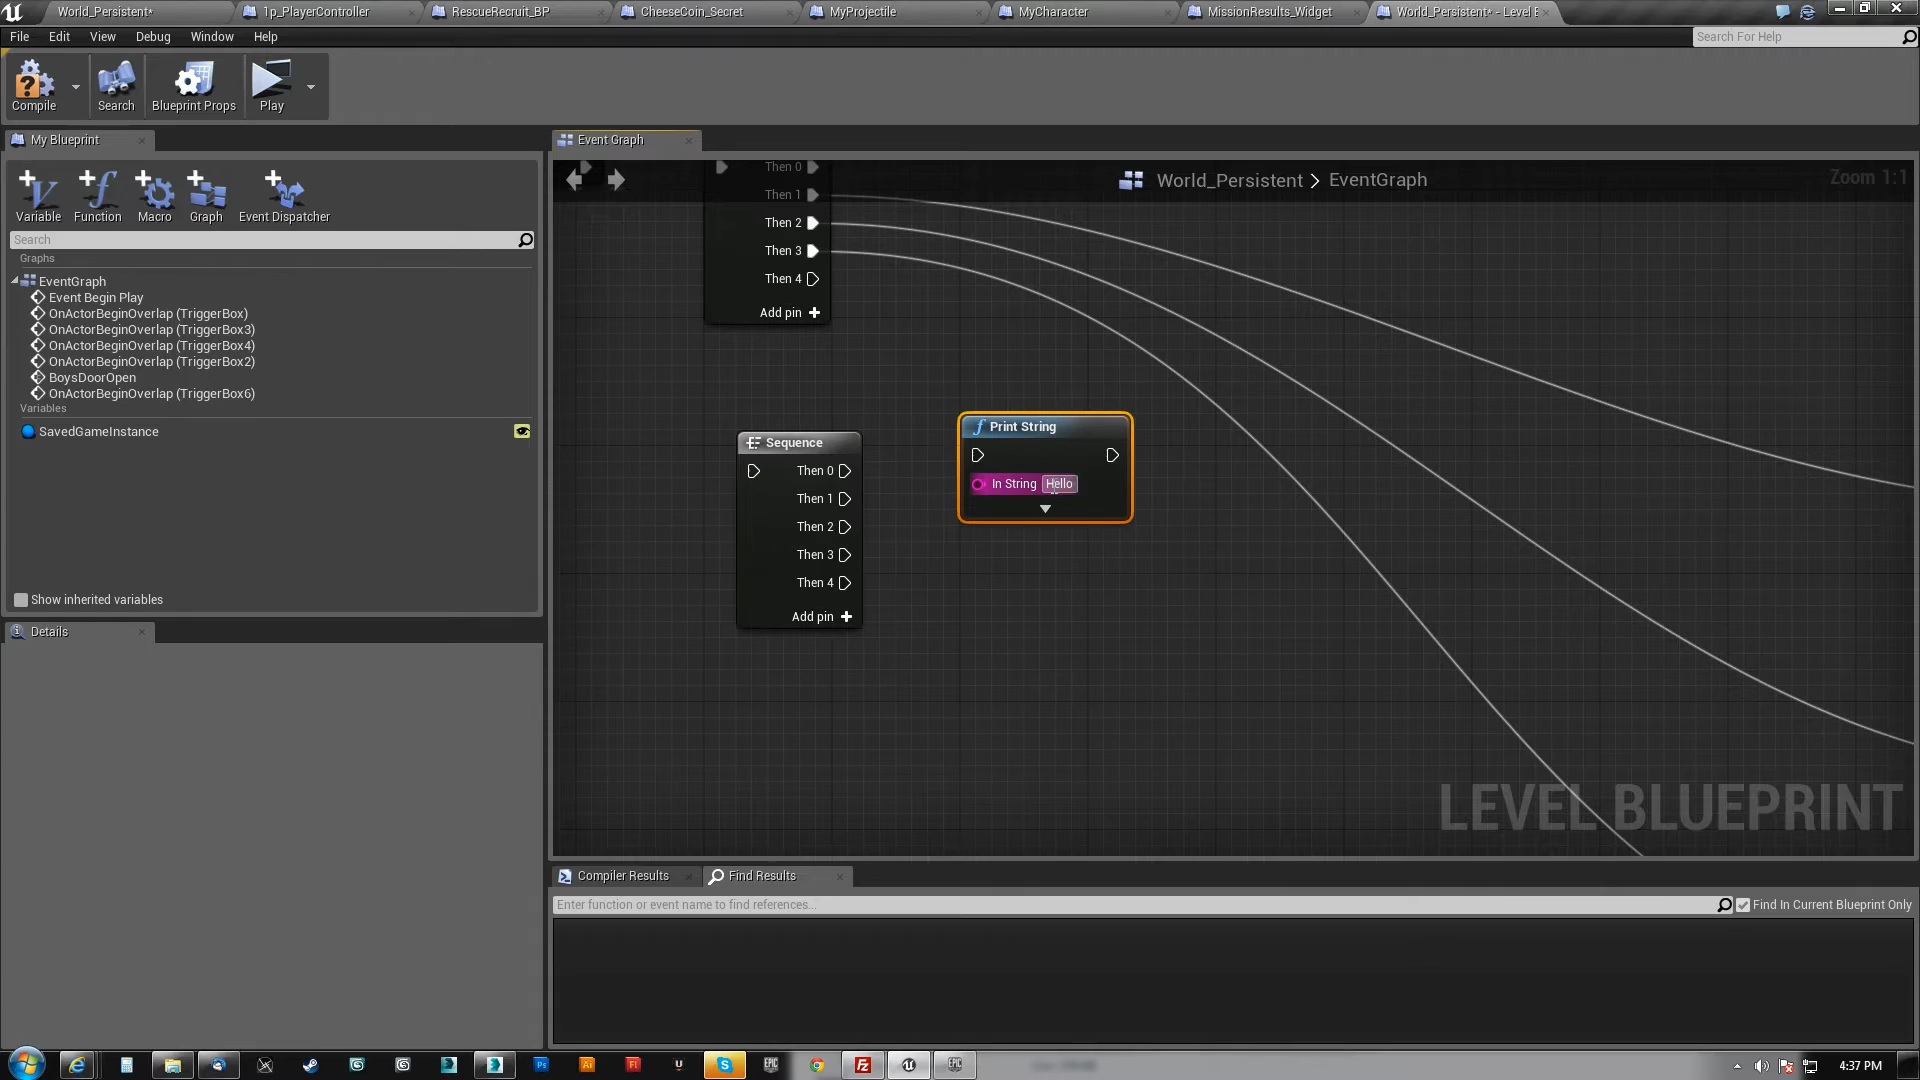 World_Persistent*
1p_PlayerController
RescueRecruit_BP
CheeseCoin_Secret
MyProjectile
MyCharacter
MissionResults_Widget
World_Persistent* - Level
File Edit View Debug Window Help
Search For Help
Compile
Search
Blueprint Props
Play
My Blueprint
Variable
Function
Macro
Graph
Event Dispatcher
Search
Graphs
EventGraph
Event Begin Play
OnActorBeginOverlap (TriggerBox)
OnActorBeginOverlap (TriggerBox3)
OnActorBeginOverlap (TriggerBox4)
OnActorBeginOverlap (TriggerBox2)
BoysDoorOpen
OnActorBeginOverlap (TriggerBox6)
Variables
SavedGameInstance
Show inherited variables
Details
Event Graph
World_Persistent > EventGraph
Zoom 1:1
Then 0
Then 1
Then 2
Then 3
Then 4
Add pin +
Sequence
Then 0
Then 1
Then 2
Then 3
Then 4
Add pin +
f Print String
In String Hello
LEVEL BLUEPRINT
Compiler Results
Find Results
Enter function or event name to find references...
Find In Current Blueprint Only
4:37 PM